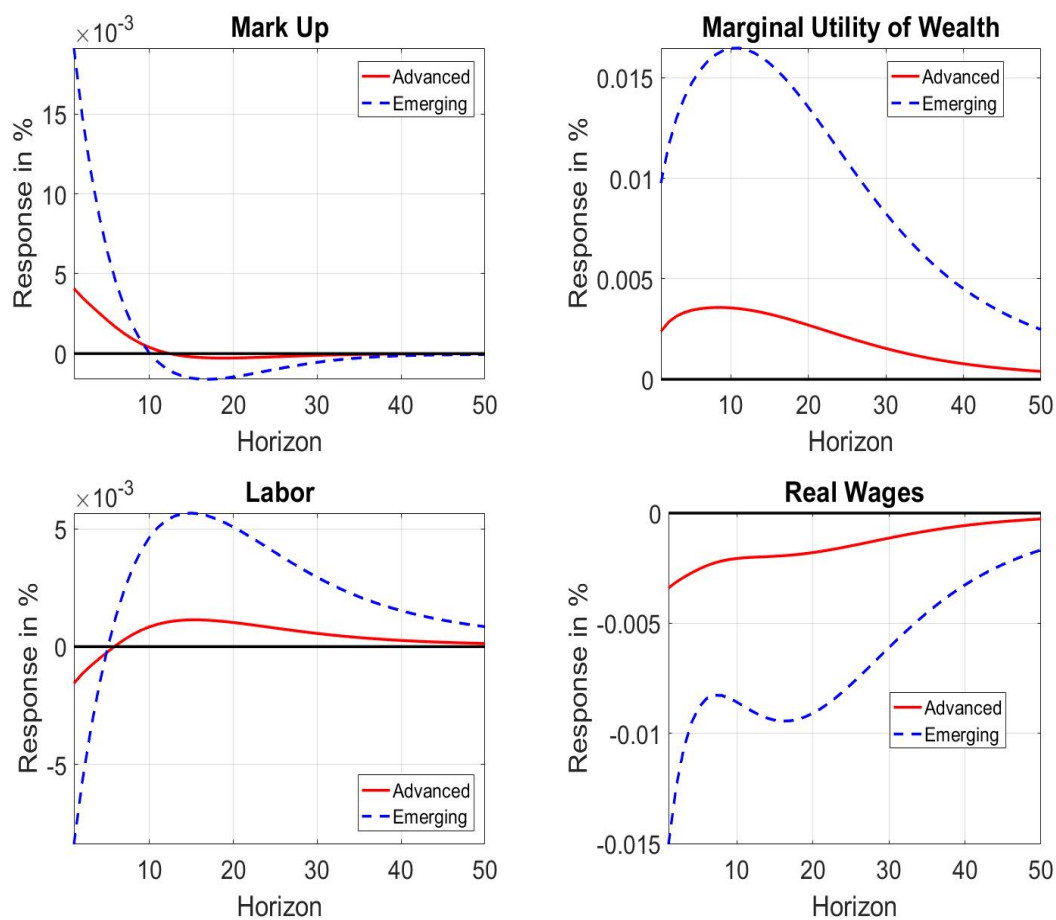 Mark Up
×10-3
Advanced
Emerging
15
10
5
0
Response in %
10 20 30 40 50
Horizon
Marginal Utility of Wealth
Advanced
Emerging
0.015
0.01
0.005
0
Response in %
10 20 30 40 50
Horizon
Labor
×10-3
5
0
-5
Response in %
Advanced
Emerging
10 20 30 40 50
Horizon
Real Wages
0
-0.005
-0.01
-0.015
Response in %
Advanced
Emerging
10 20 30 40 50
Horizon